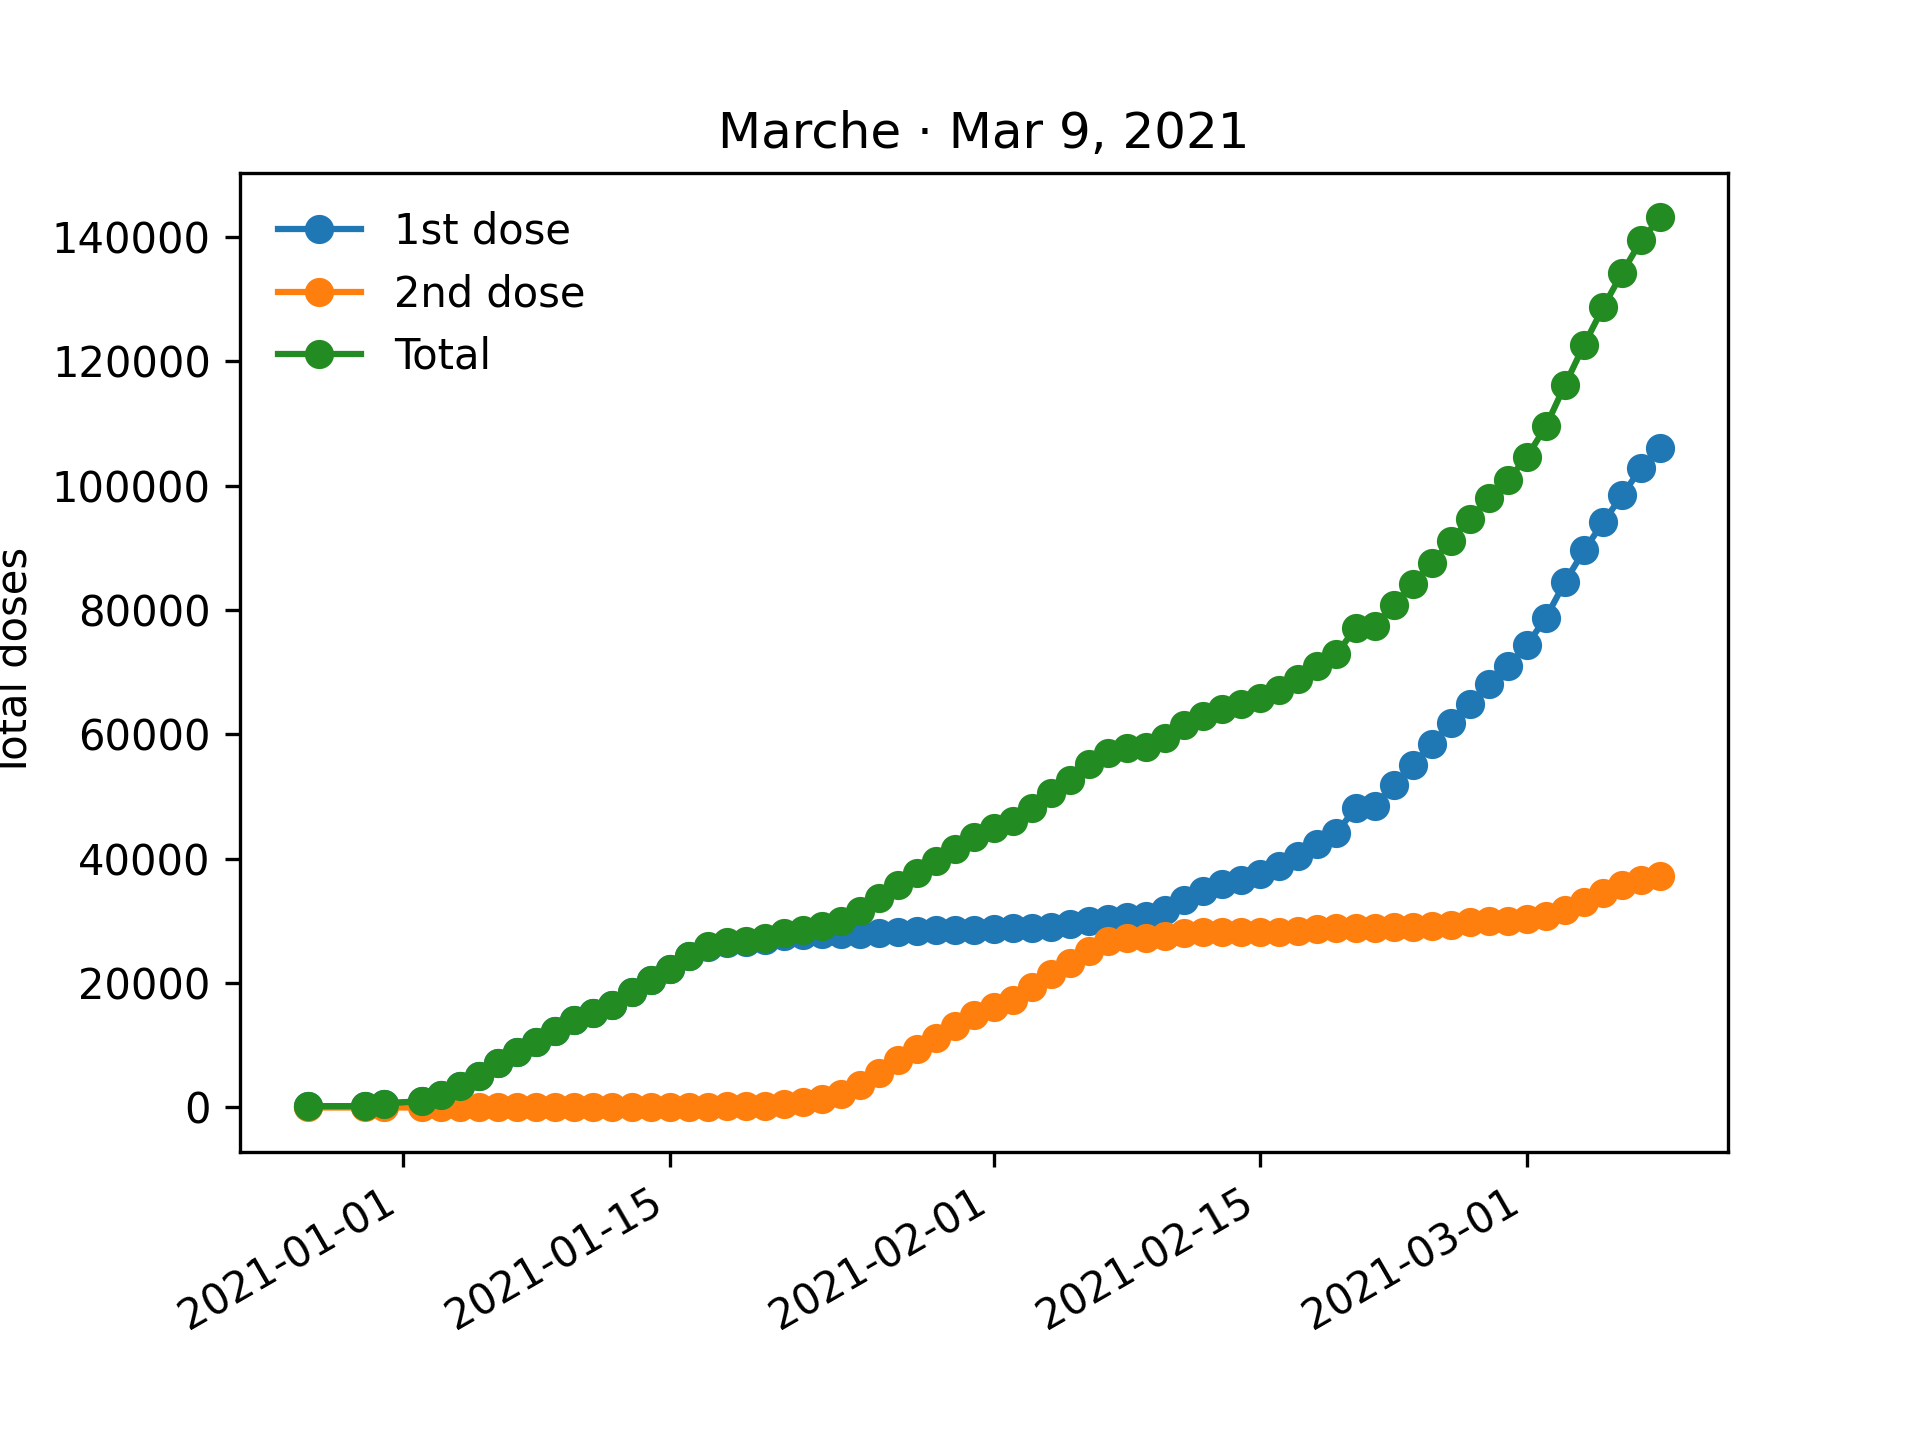 Marche · Mar 9, 2021
Total doses
140000
120000
100000
80000
60000
40000
20000
0
1st dose
2nd dose
Total
2021-01-01
2021-01-15
2021-02-01
2021-02-15
2021-03-01